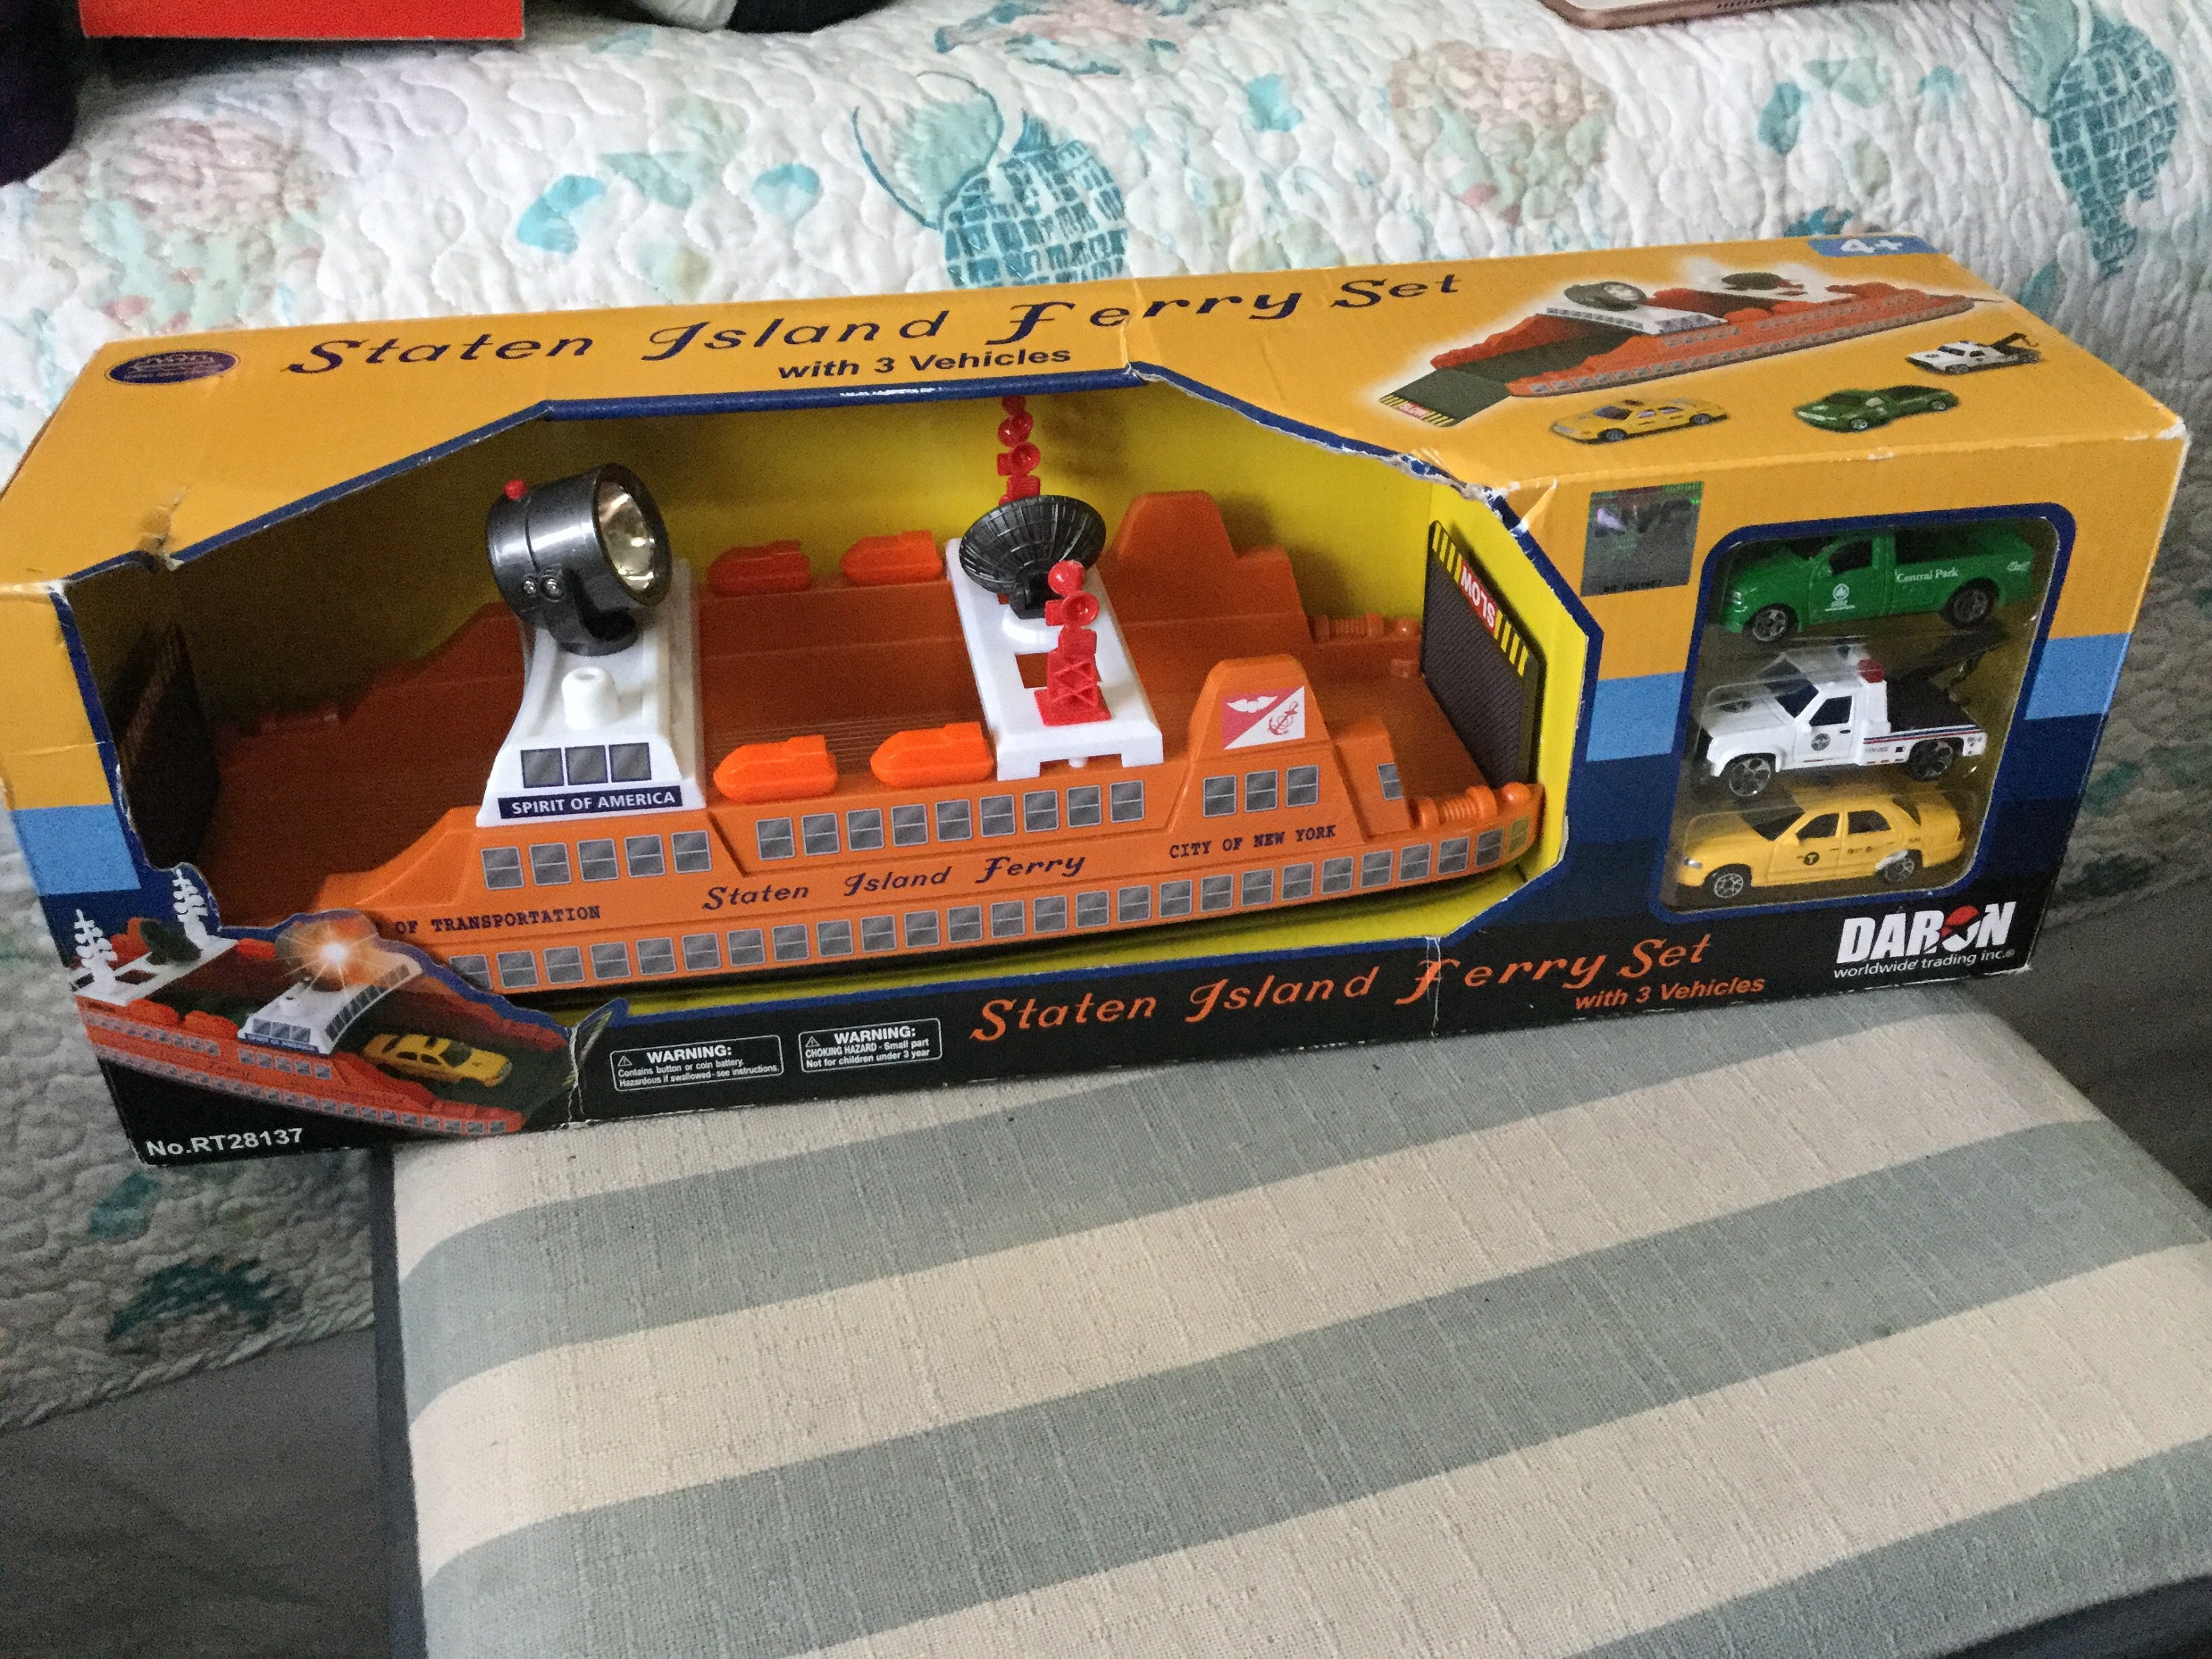 Staten Island Ferry Set
with 3 Vehicles
4+
SLOW
SPIRIT OF AMERICA
OF TRANSPORTATION
Staten Island Ferry
CITY OF NEW YORK
Central Park
T
DARON
worldwide trading inc.®
Staten Island Ferry Set
with 3 Vehicles
WARNING:
Contains button or coin battery.
Hazardous if swallowed- see instructions.
WARNING:
CHOKING HAZARD - Small part
Not for children under 3 year
No.RT28137